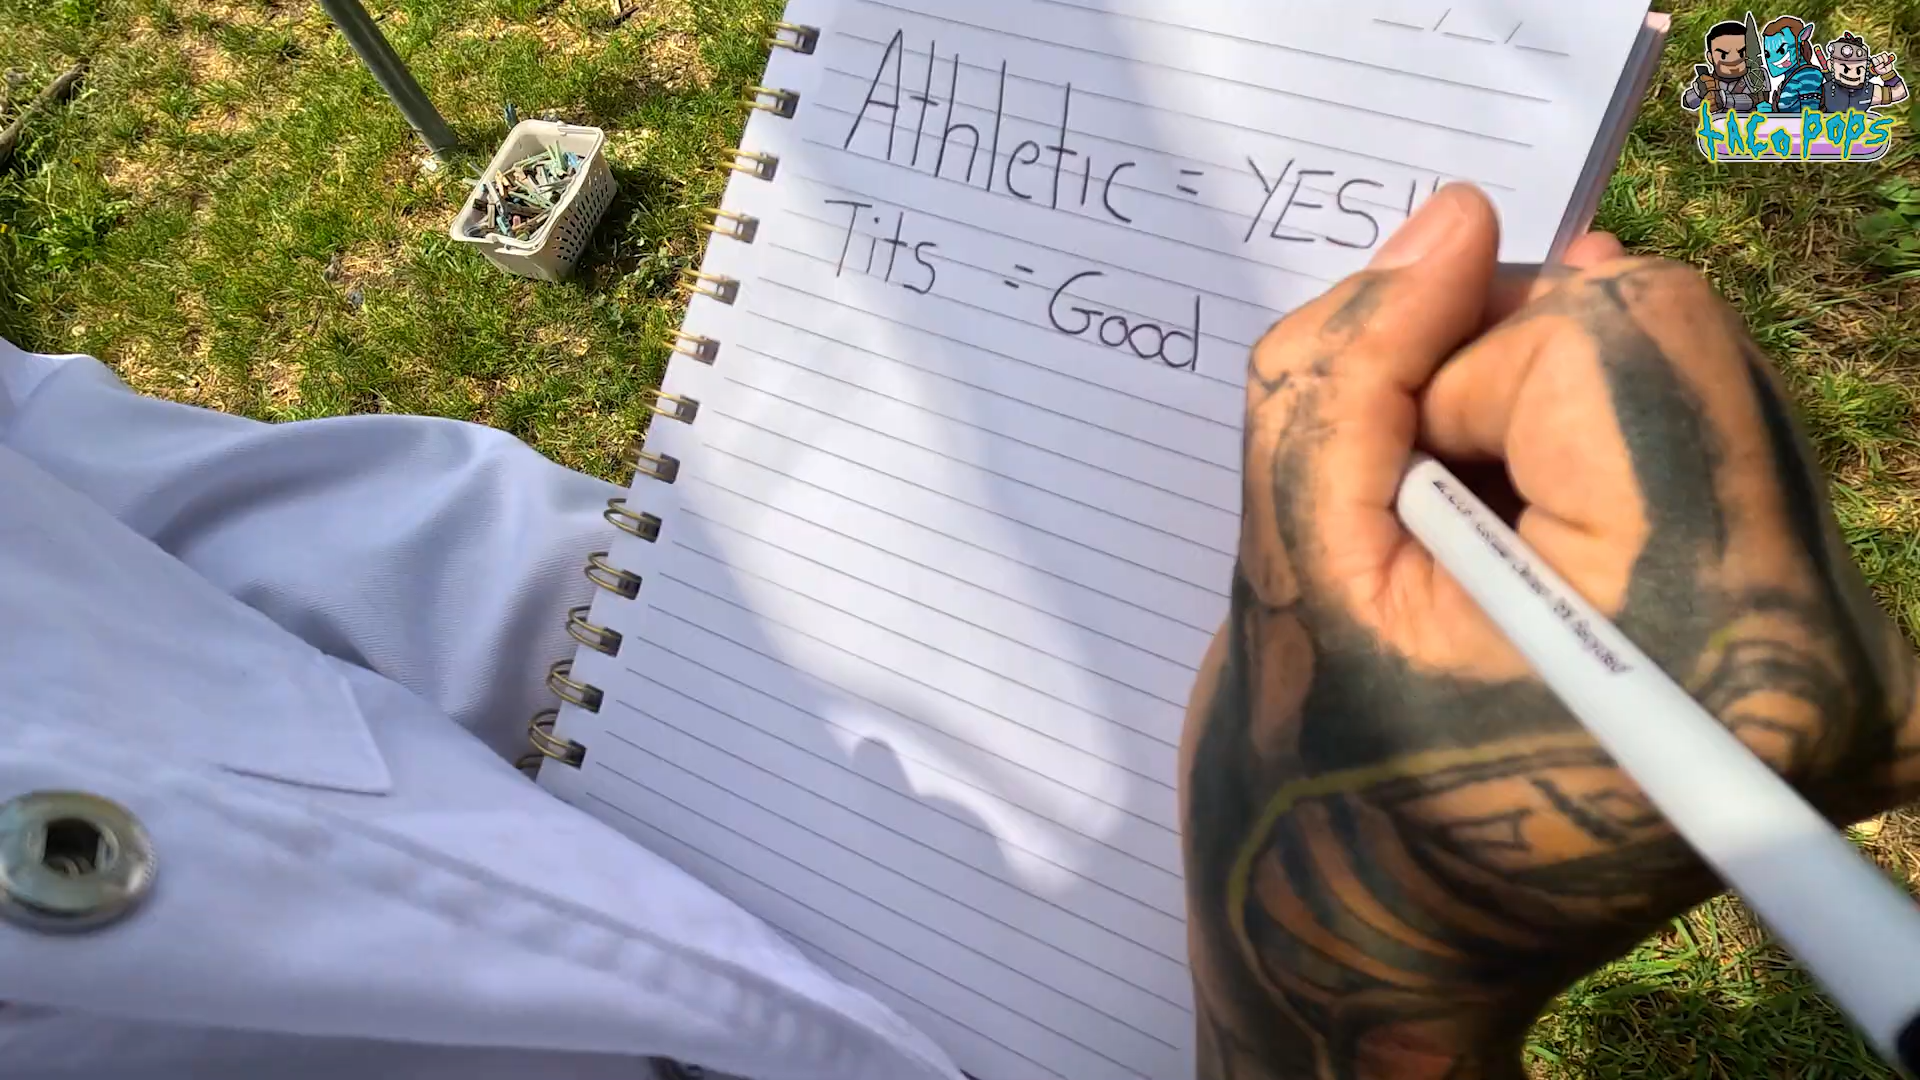 Athletic = YES!!
Tits = Good
TACO POPS